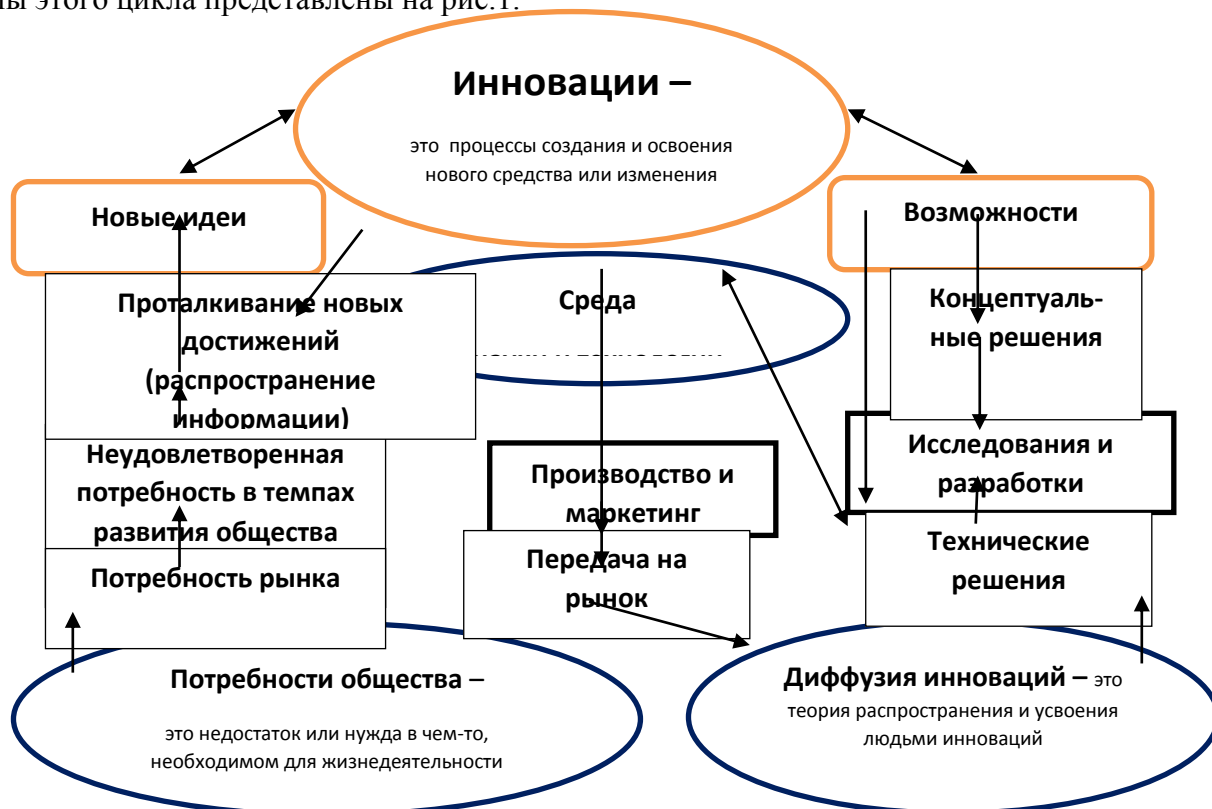 этого цикла представлены на рис.1.
Инновации –
это процессы создания и освоения
нового средства или изменения
Новые идеи
Возможности
Проталкивание новых
достижений
(распространение
информации)
Среда
Концептуаль-
ные решения
Неудовлетворенная
потребность в темпах
развития общества
Производство и
маркетинг
Исследования и
разработки
Потребность рынка
Передача на
рынок
Технические
решения
Потребности общества –
это недостаток или нужда в чем-то,
необходимом для жизнедеятельности
Диффузия инноваций – это
теория распространения и усвоения
людьми инноваций